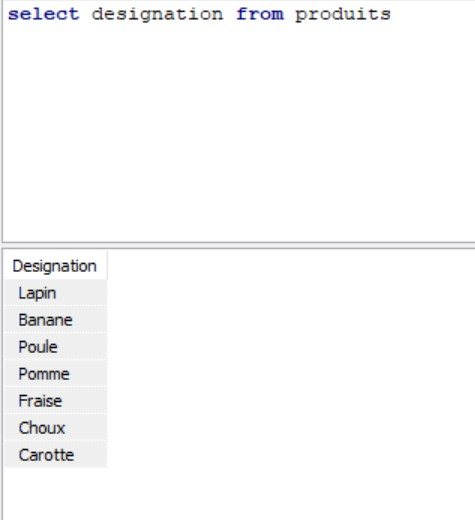 select designation from produits
Designation
Lapin
Banane
Poule
Pomme
Fraise
Choux
Carotte